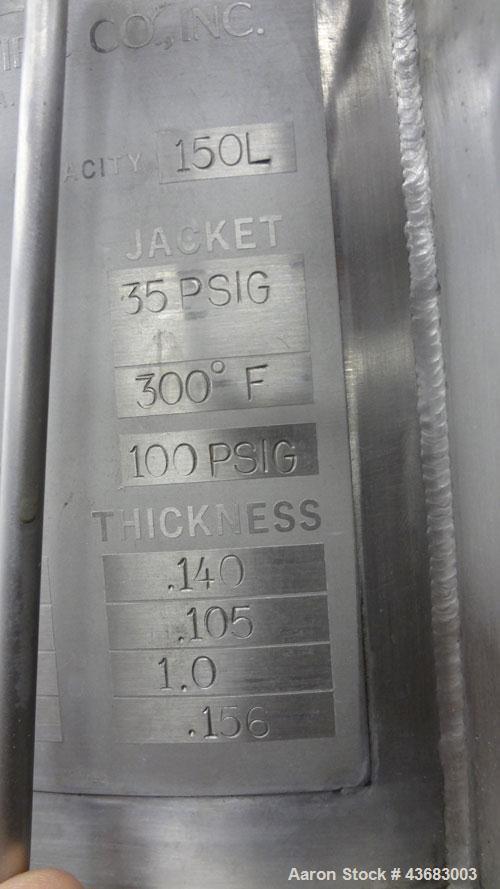 CO., INC.
ACITY 150L
JACKET
35 PSIG
300° F
100 PSIG
THICKNESS
.140
.105
1.0
.156
Aaron Stock # 43683003